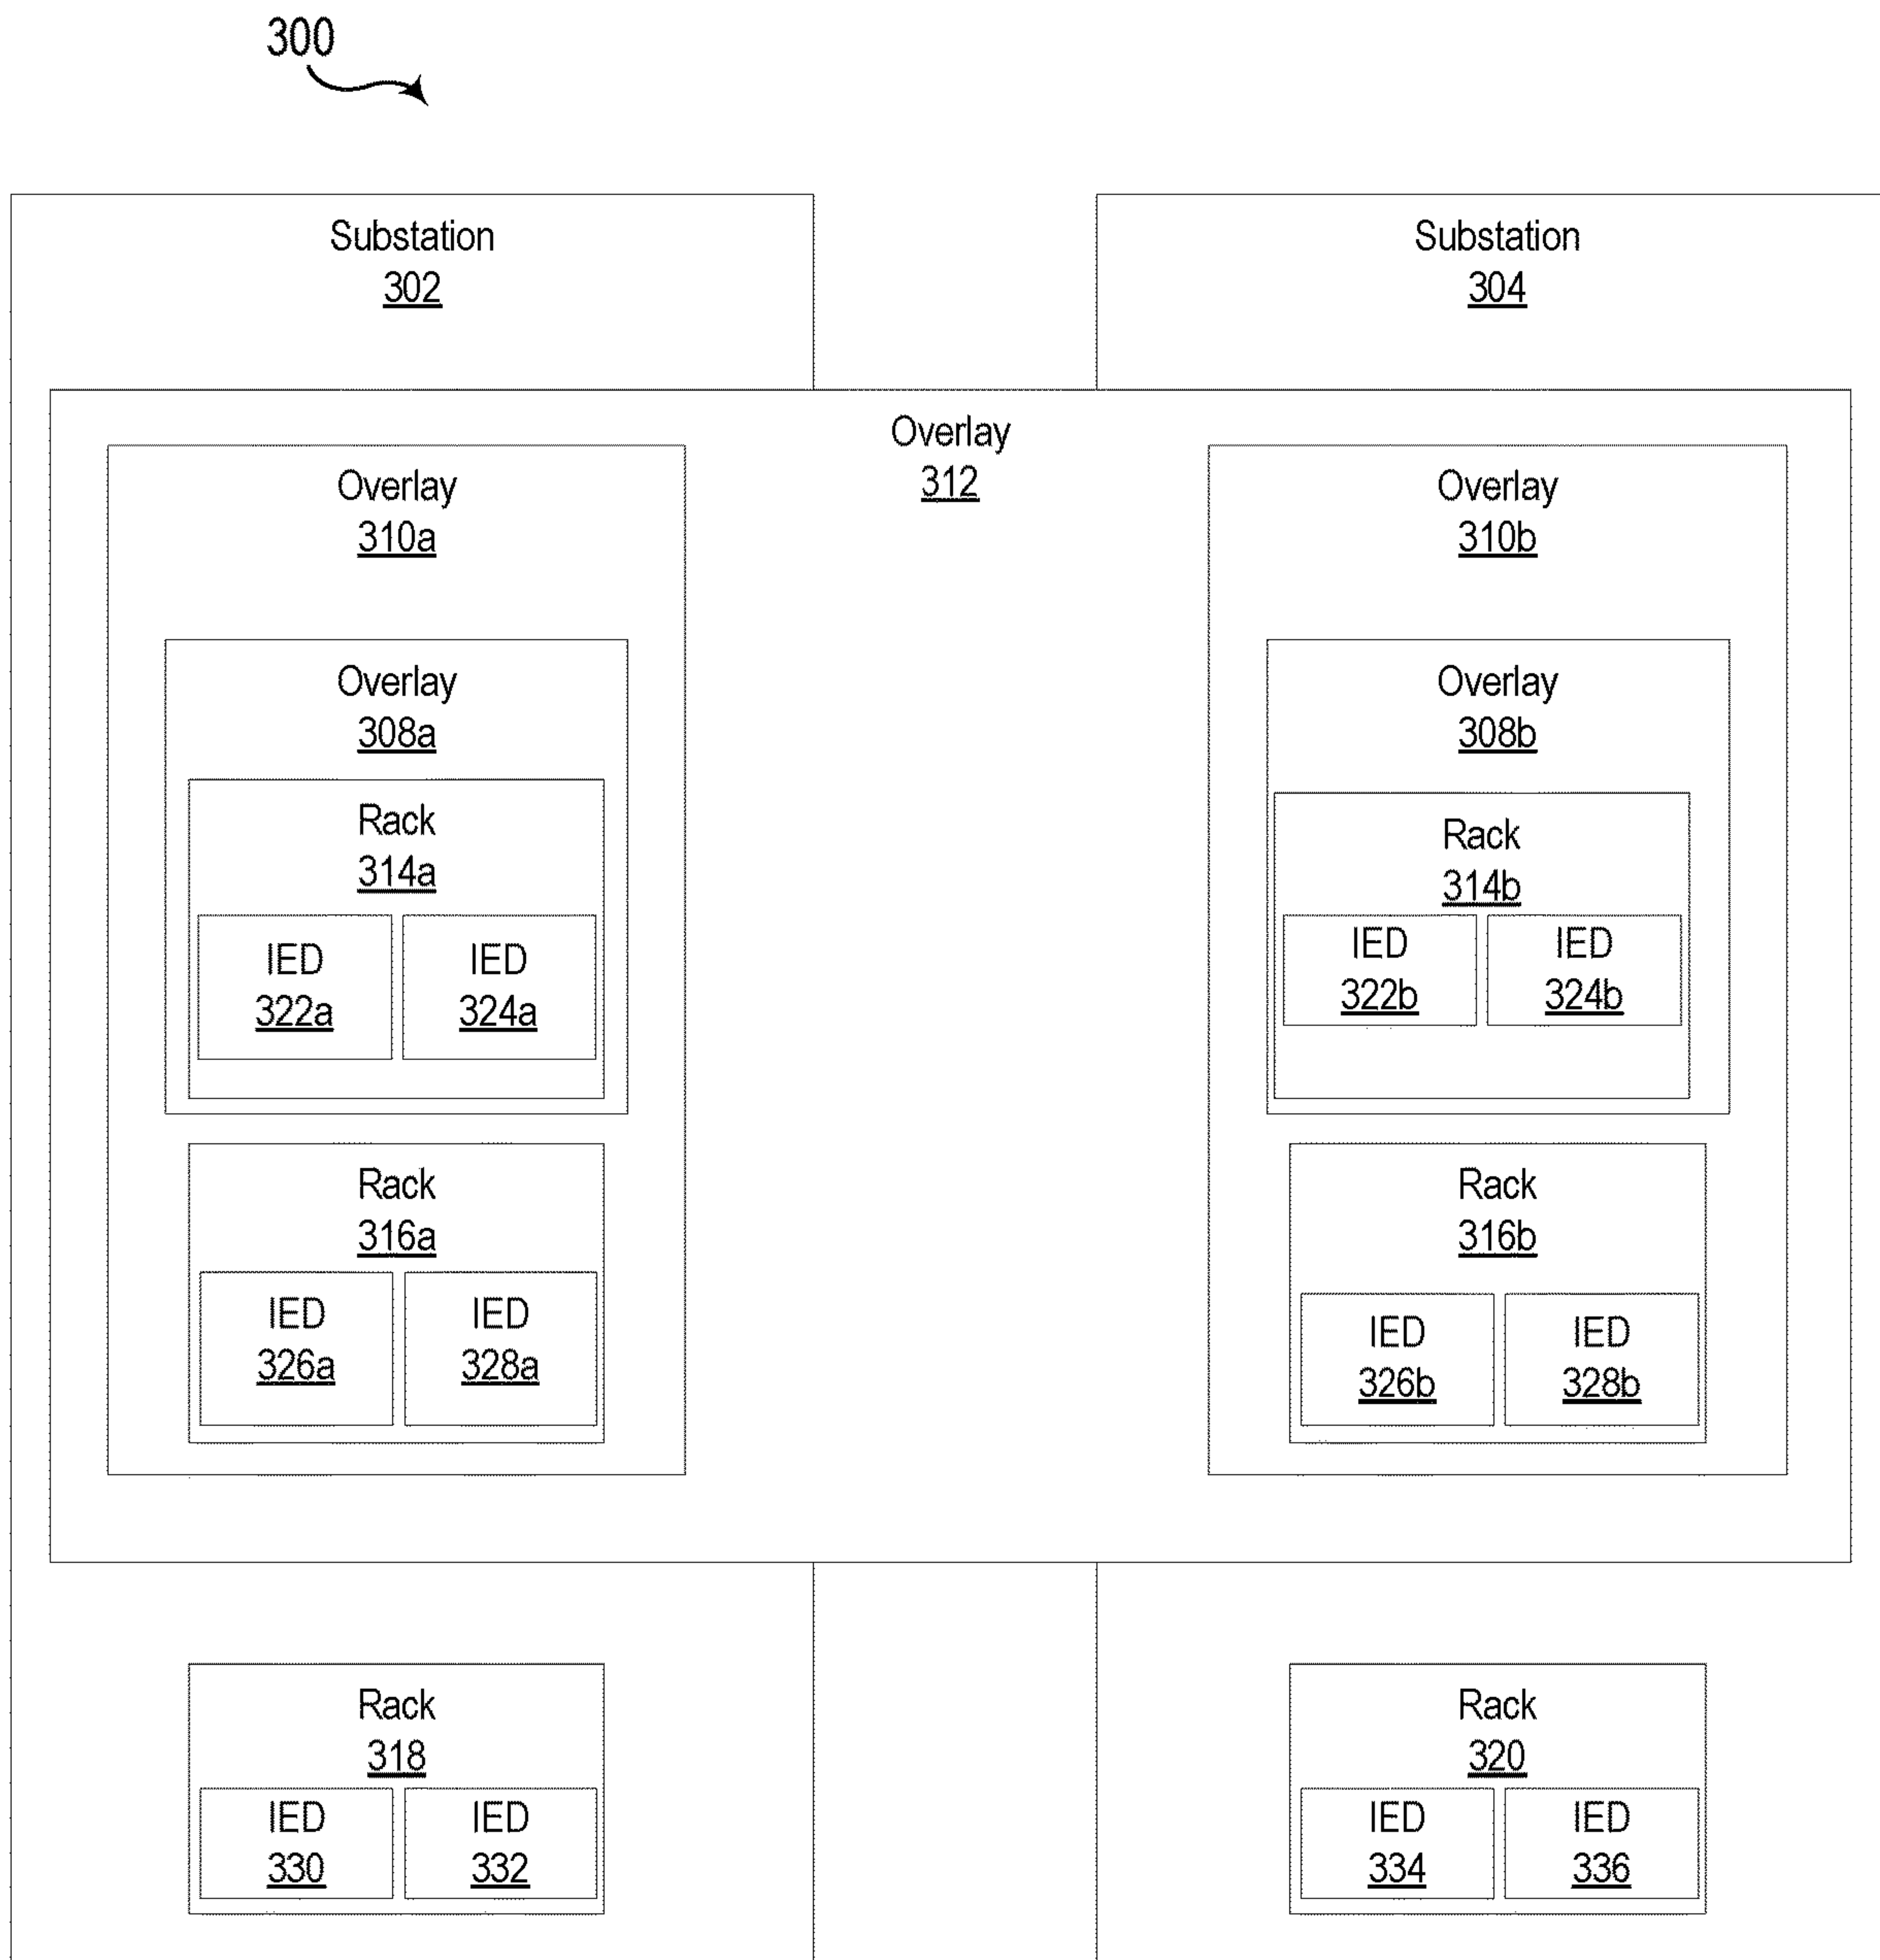 300
Substation
302
Substation
304
Overlay
312
Overlay
310a
Overlay
308a
Rack
314a
IED
322a
IED
324a
Rack
316a
IED
326a
IED
328a
Overlay
310b
Overlay
308b
Rack
314b
IED
322b
IED
324b
Rack
316b
IED
326b
IED
328b
Rack
318
IED
330
IED
332
Rack
320
IED
334
IED
336